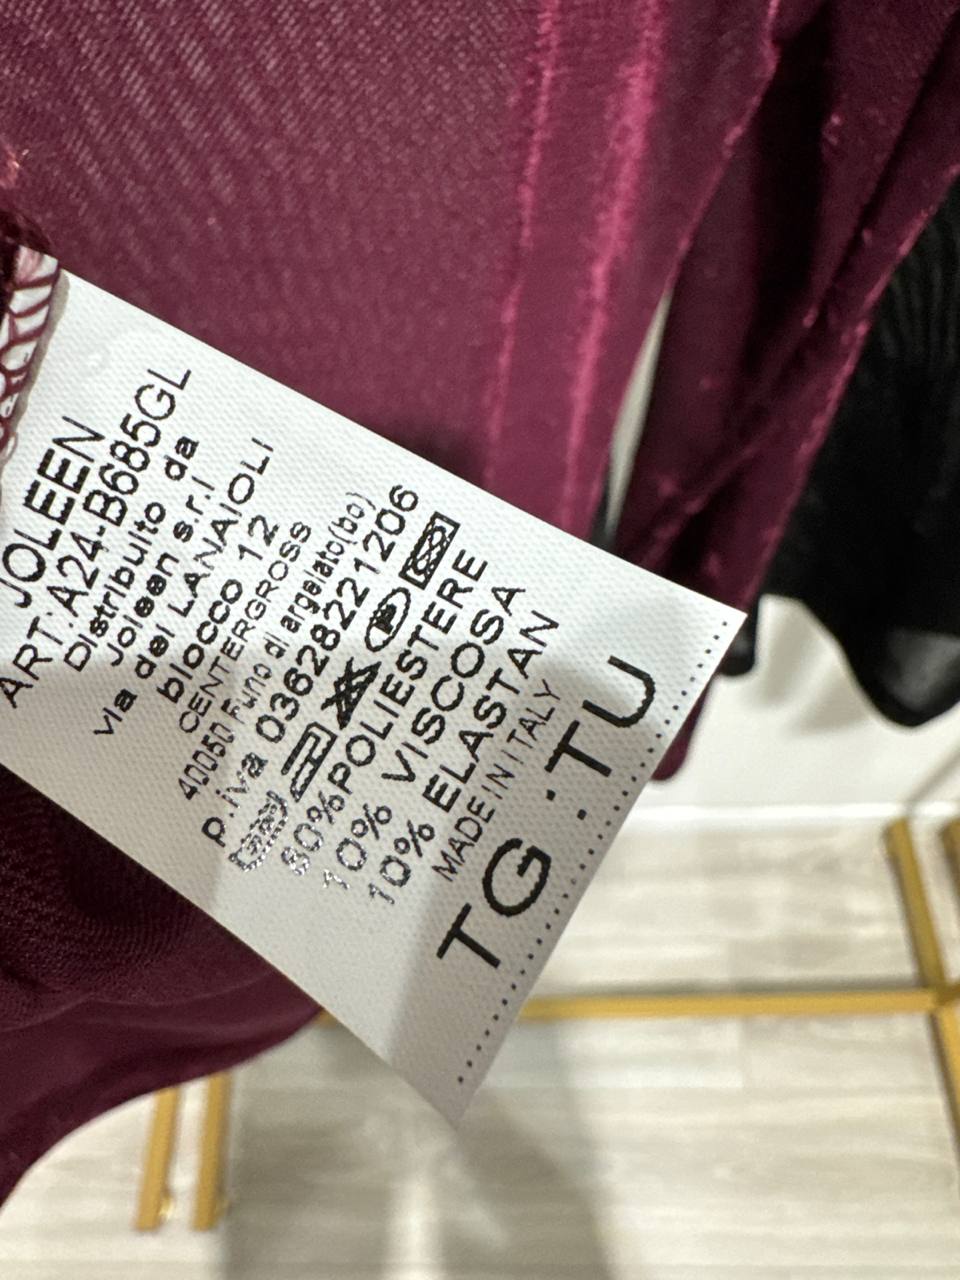 JOLEEN
ART:A24-B685GL
Distribuito da
Joleen s.r.l
via dei LANAIOLI
blocco 12
CENTERGROSS
40050 Funo di argelato(bo)
p.iva 03628221206
80%POLIESTERE
10% VISCOSA
10% ELASTAN
MADE IN ITALY
TG.:TU